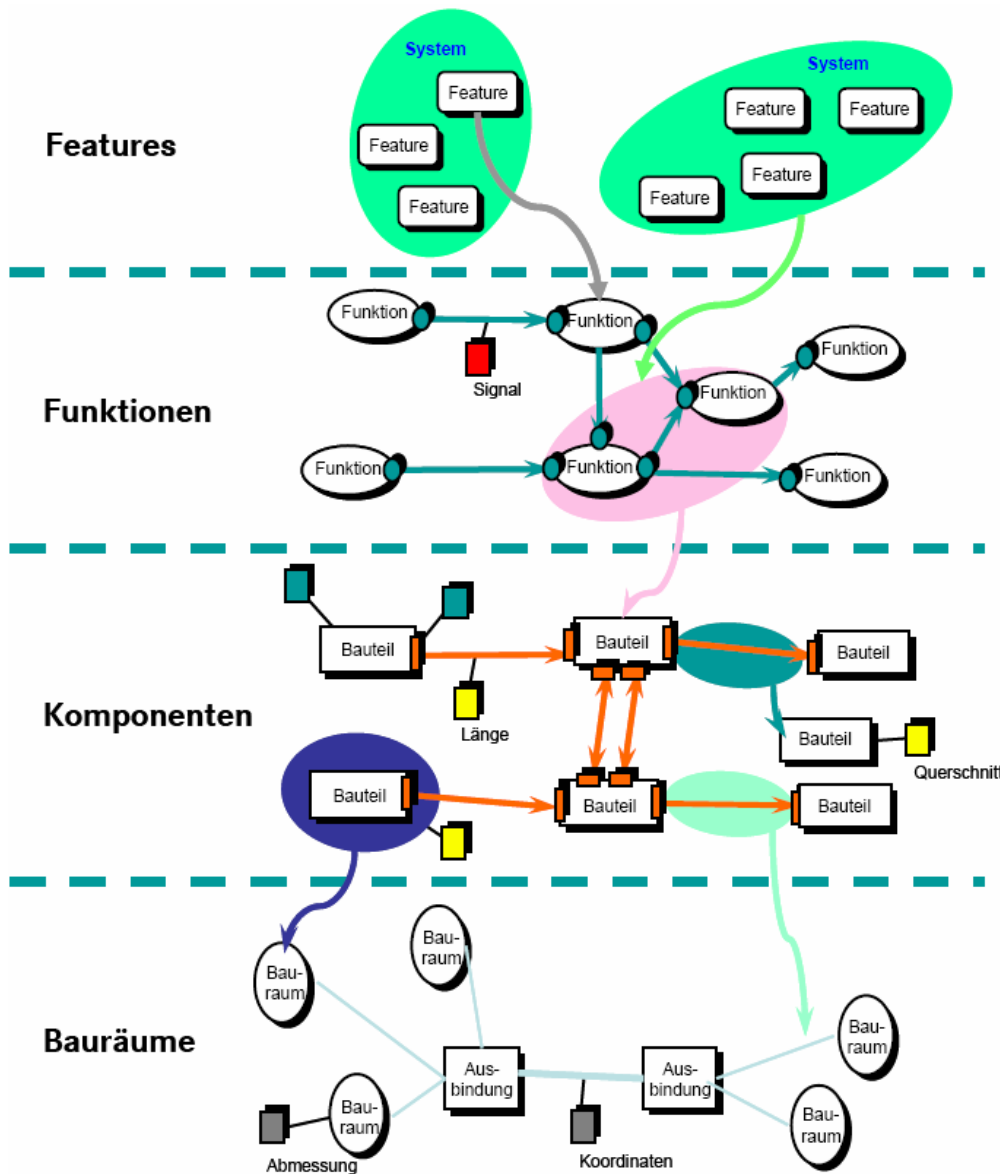 System
System
Feature
Feature
Feature
Features
Feature
Feature
Feature
Feature
Funktion
Funktion
Funktion
Signal
Funktion
Funktionen
Funktion
Funktion
Funktion
Bauteil
Bauteil
Bauteil
Komponenten
Länge
Bauteil
Querschnitt
Bauteil
Bauteil
Bauteil
Bau-
raum
Bau-
raum
Bauräume
Bau-
raum
Aus-
bindung
Aus-
bindung
Bau-
raum
Bau-
raum
Abmessung
Koordinaten